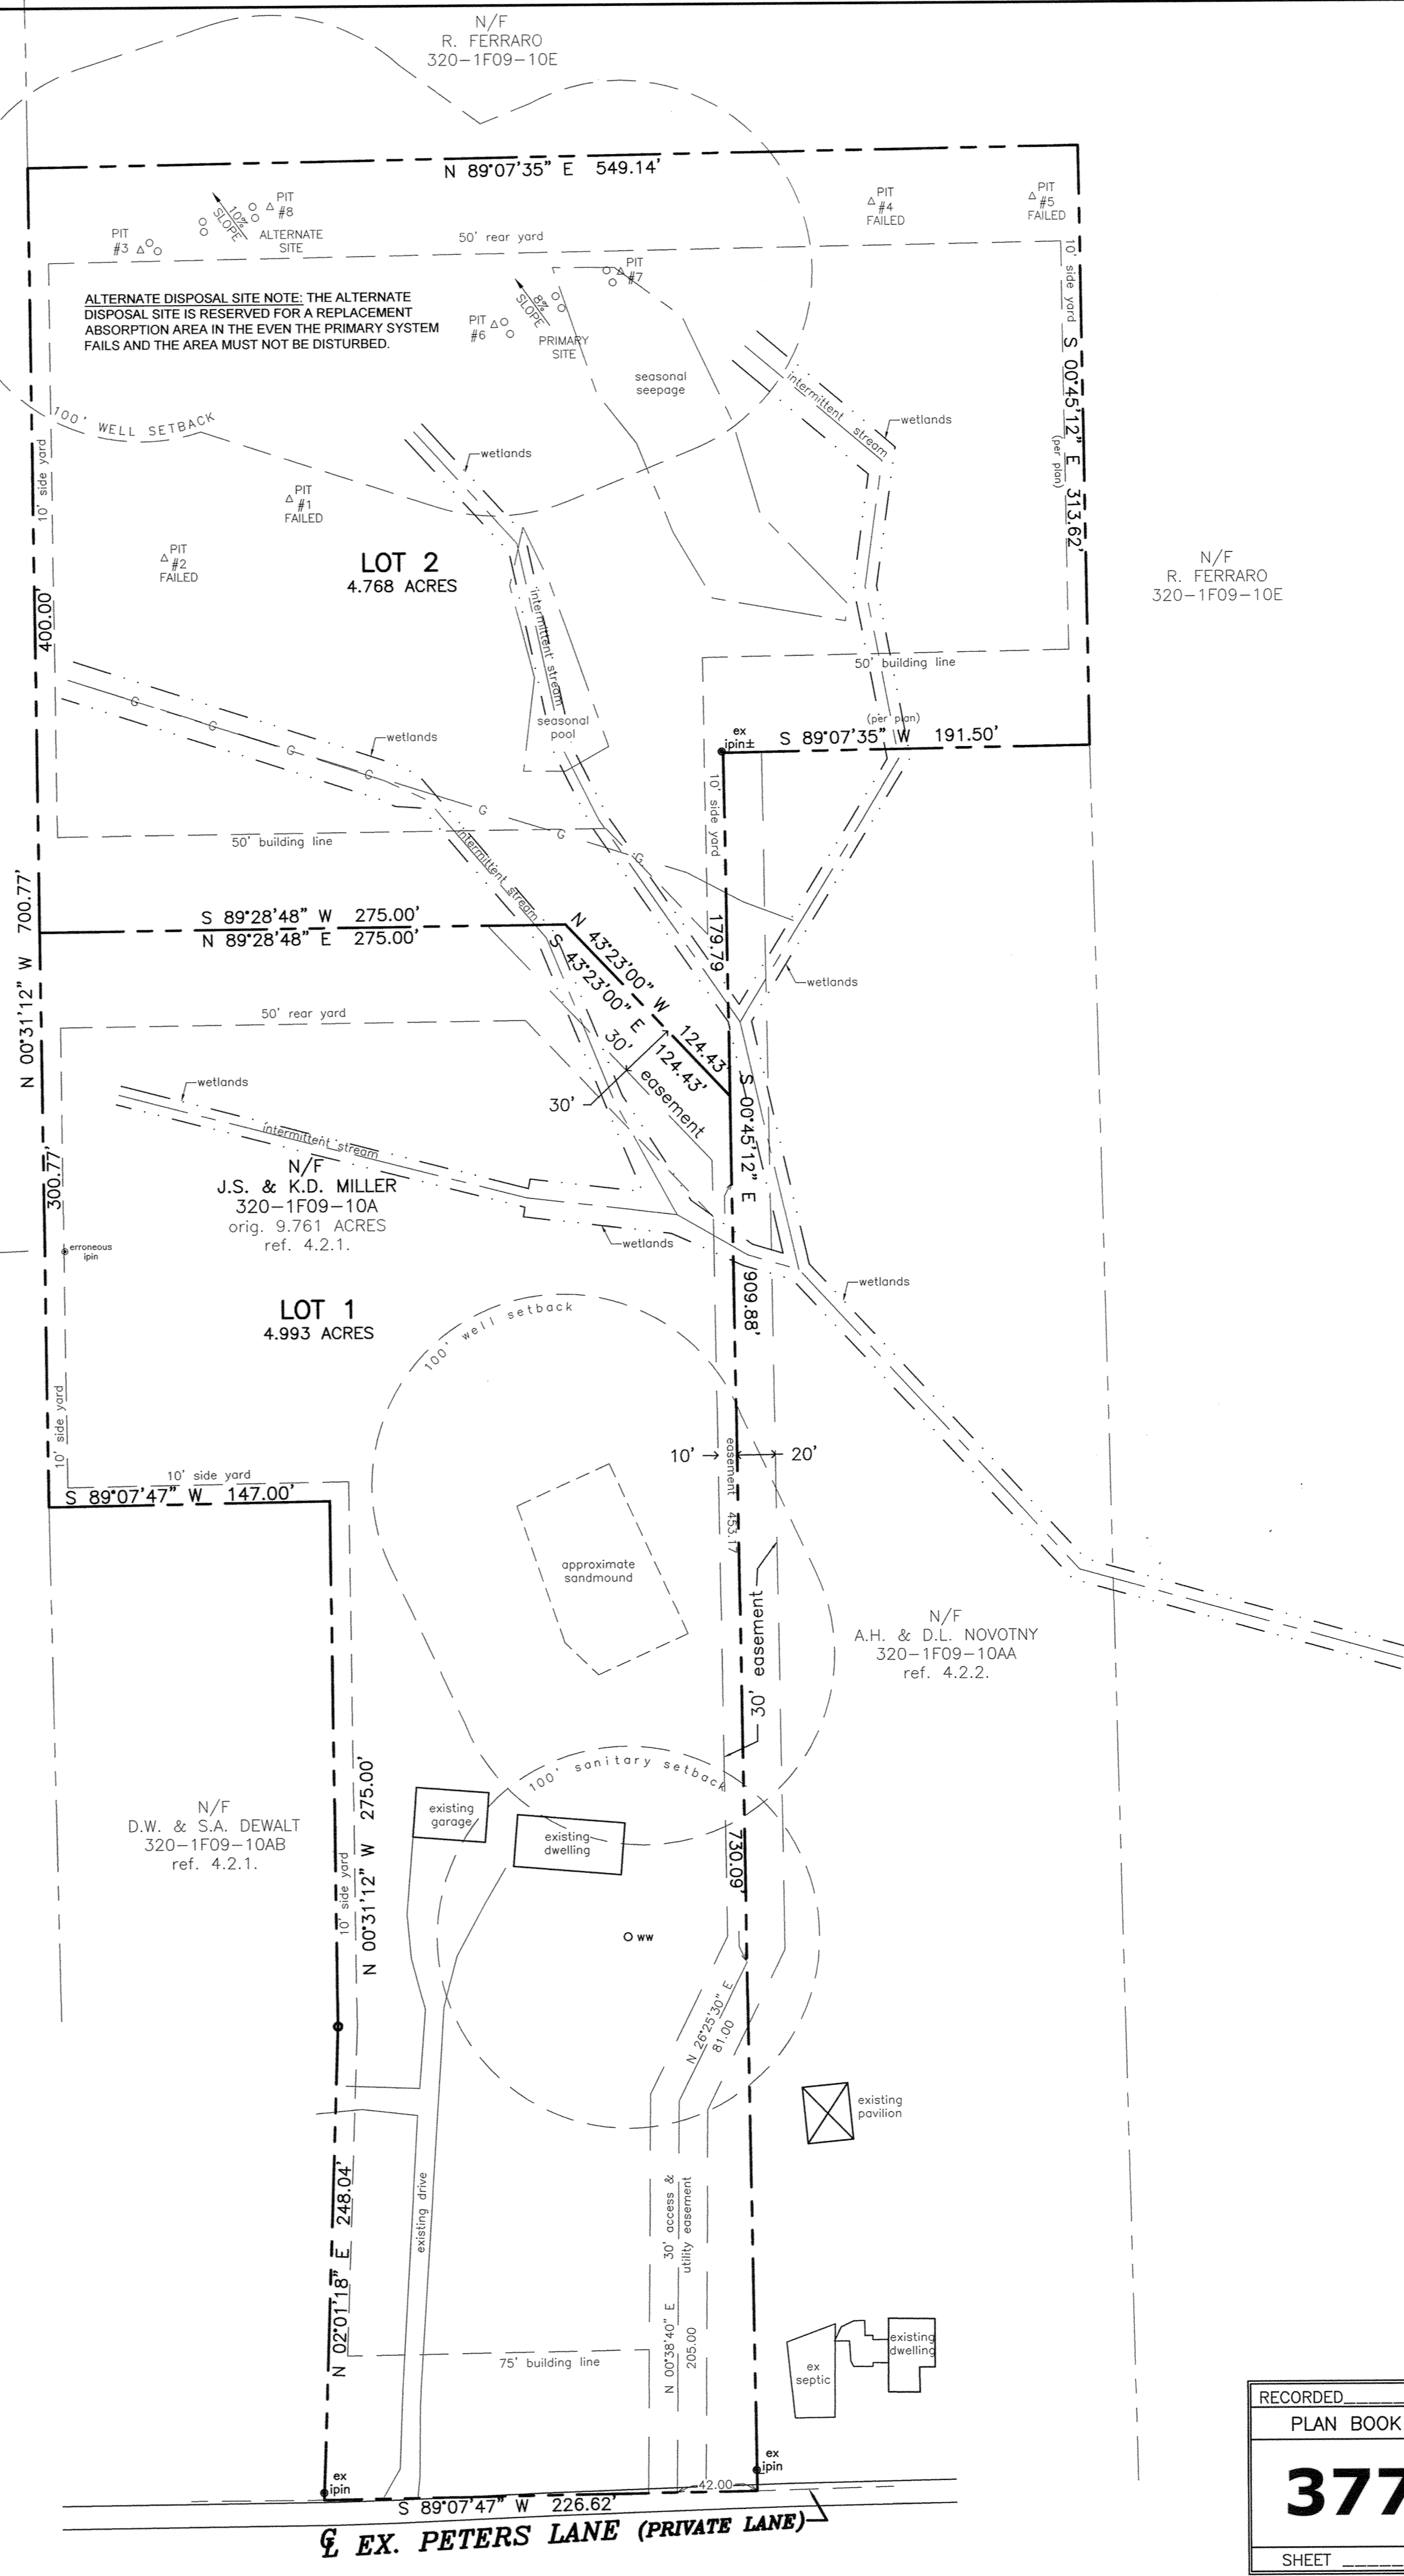 N/F
R. FERRARO
320-1F09-10E
N 89°07'35" E 549.14'
PIT
#8
10%
SLOPE
ALTERNATE
SITE
PIT
#3
PIT
#4
FAILED
PIT
#5
FAILED
50' rear yard
10' side yard
PIT
#7
8%
SLOPE
PIT
#6
PRIMARY
SITE
ALTERNATE DISPOSAL SITE NOTE: THE ALTERNATE
DISPOSAL SITE IS RESERVED FOR A REPLACEMENT
ABSORPTION AREA IN THE EVEN THE PRIMARY SYSTEM
FAILS AND THE AREA MUST NOT BE DISTURBED.
seasonal
seepage
intermittent stream
wetlands
S 00°45'12" E 313.62'
(per plan)
100' WELL SETBACK
10' side yard
wetlands
PIT
#1
FAILED
PIT
#2
FAILED
LOT 2
4.768 ACRES
400.00'
intermittent stream
N/F
R. FERRARO
320-1F09-10E
50' building line
G G G G G G G
wetlands
seasonal
pool
(per plan)
ex
ipin±
S 89°07'35" W 191.50'
10' side yard
50' building line
intermittent stream
N 00°31'12" W 700.77'
S 89°28'48" W 275.00'
N 89°28'48" E 275.00'
N 43°23'00" W 124.43'
S 43°23'00" E 124.43'
179.79
wetlands
50' rear yard
30'
30'
easement
S 00°45'12" E 909.88'
wetlands
intermittent stream
N/F
J.S. & K.D. MILLER
320-1F09-10A
orig. 9.761 ACRES
ref. 4.2.1.
300.77'
erroneous
ipin
wetlands
wetlands
LOT 1
4.993 ACRES
100' well setback
10' side yard
10' side yard
S 89°07'47" W 147.00'
10'
20'
easement 453.17
approximate
sandmound
30' easement
N/F
A.H. & D.L. NOVOTNY
320-1F09-10AA
ref. 4.2.2.
100' sanitary setback
N/F
D.W. & S.A. DEWALT
320-1F09-10AB
ref. 4.2.1.
10' side yard
N 00°31'12" W 275.00'
existing
garage
existing
dwelling
730.09'
WW
N 26°25'30" E
81.00
existing
pavilion
N 02°01'18" E 248.04'
existing drive
30' access &
utility easement
N 00°38'40" E
205.00
75' building line
ex
septic
existing
dwelling
ex
ipin
ex
ipin
42.00
S 89°07'47" W 226.62'
℄ EX. PETERS LANE (PRIVATE LANE)
RECORDED_____
PLAN BOOK
377
SHEET _____